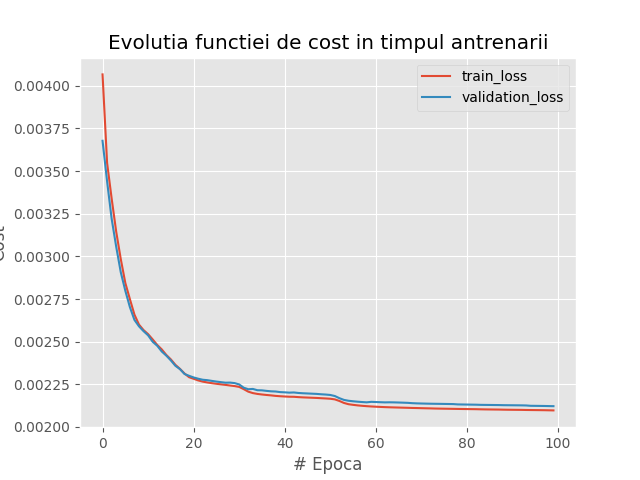 Evolutia functiei de cost in timpul antrenarii
train_loss
validation_loss
0.00400
0.00375
0.00350
0.00325
0.00300
0.00275
0.00250
0.00225
0.00200
Cost
0 20 40 60 80 100
# Epoca